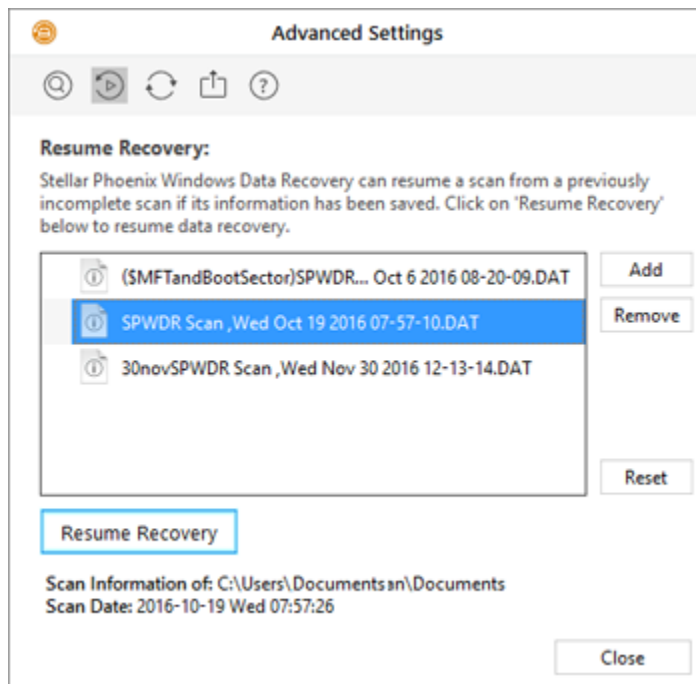 Advanced Settings
Resume Recovery:
Stellar Phoenix Windows Data Recovery can resume a scan from a previously
incomplete scan if its information has been saved. Click on 'Resume Recovery'
below to resume data recovery.
($MFTandBootSector)SPWDR... Oct 6 2016 08-20-09.DAT
Add
SPWDR Scan ,Wed Oct 19 2016 07-57-10.DAT
Remove
30novSPWDR Scan ,Wed Nov 30 2016 12-13-14.DAT
Reset
Resume Recovery
Scan Information of: C:\Users\Documentsan\Documents
Scan Date: 2016-10-19 Wed 07:57:26
Close